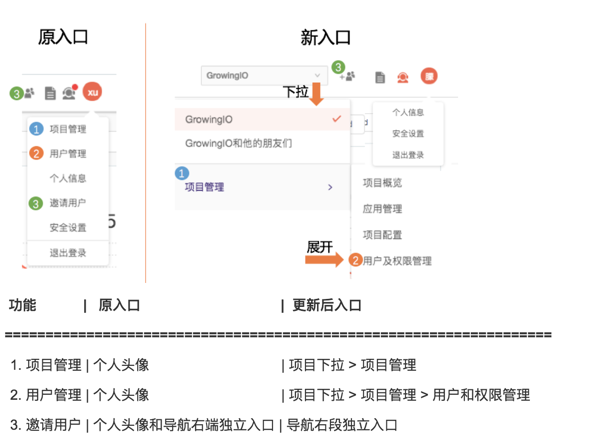 原入口
新入口
3
xu
1 项目管理
2 用户管理
个人信息
3 邀请用户
安全设置
退出登录
5
GrowingIO
3
下拉
GrowingIO
GrowingIO和他的朋友们
1
项目管理
d
个人信息
安全设置
退出登录
项目概览
应用管理
项目配置
展开
2 用户及权限管理
功能 | 原入口 | 更新后入口
==================================================================
1. 项目管理 | 个人头像 | 项目下拉 > 项目管理
2. 用户管理 | 个人头像 | 项目下拉 > 项目管理 > 用户和权限管理
3. 邀请用户 | 个人头像和导航右端独立入口 | 导航右段独立入口